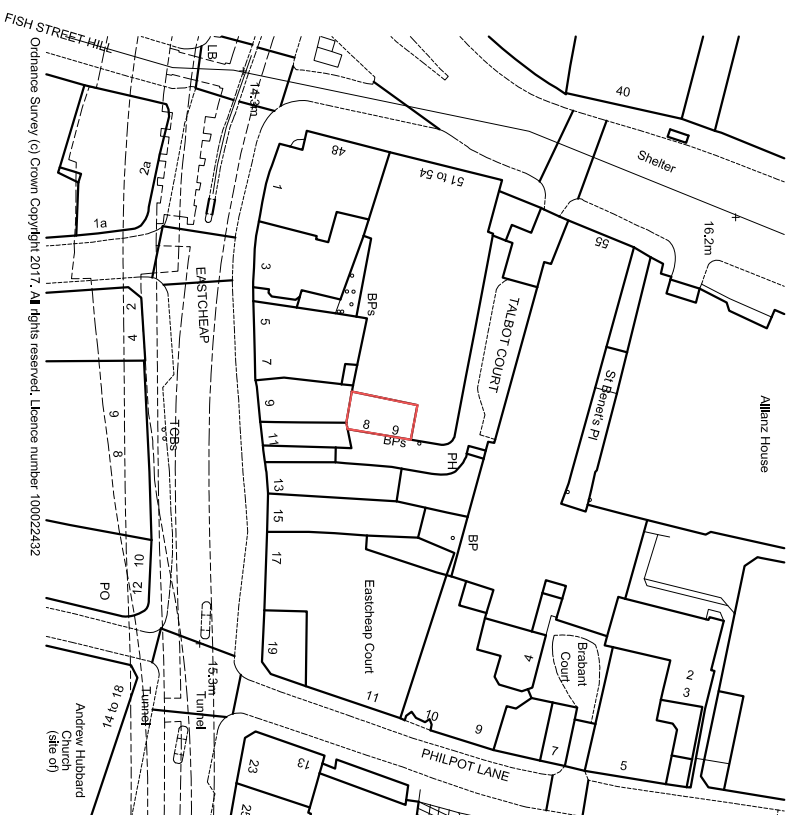 FISH STREET HILL
LB
14.3m
40
Shelter
16.2m
2a
1a
1
48
51 to 54
55
3
BPs
EASTCHEAP
TALBOT COURT
St Benet's Pl
Allianz House
2
4
5
7
9
11
8
9
BPs
PH
6
8
TCBs
13
15
BP
17
Eastcheap Court
10
12
PO
19
11
10
9
4
Brabant
Court
2
3
7
5
PHILPOT LANE
15.3m
Tunnel
Tunnel
14 to 18
Andrew Hubbard
Church
(site of)
23
13
25
Ordnance Survey (c) Crown Copyright 2017. All rights reserved. Licence number 100022432